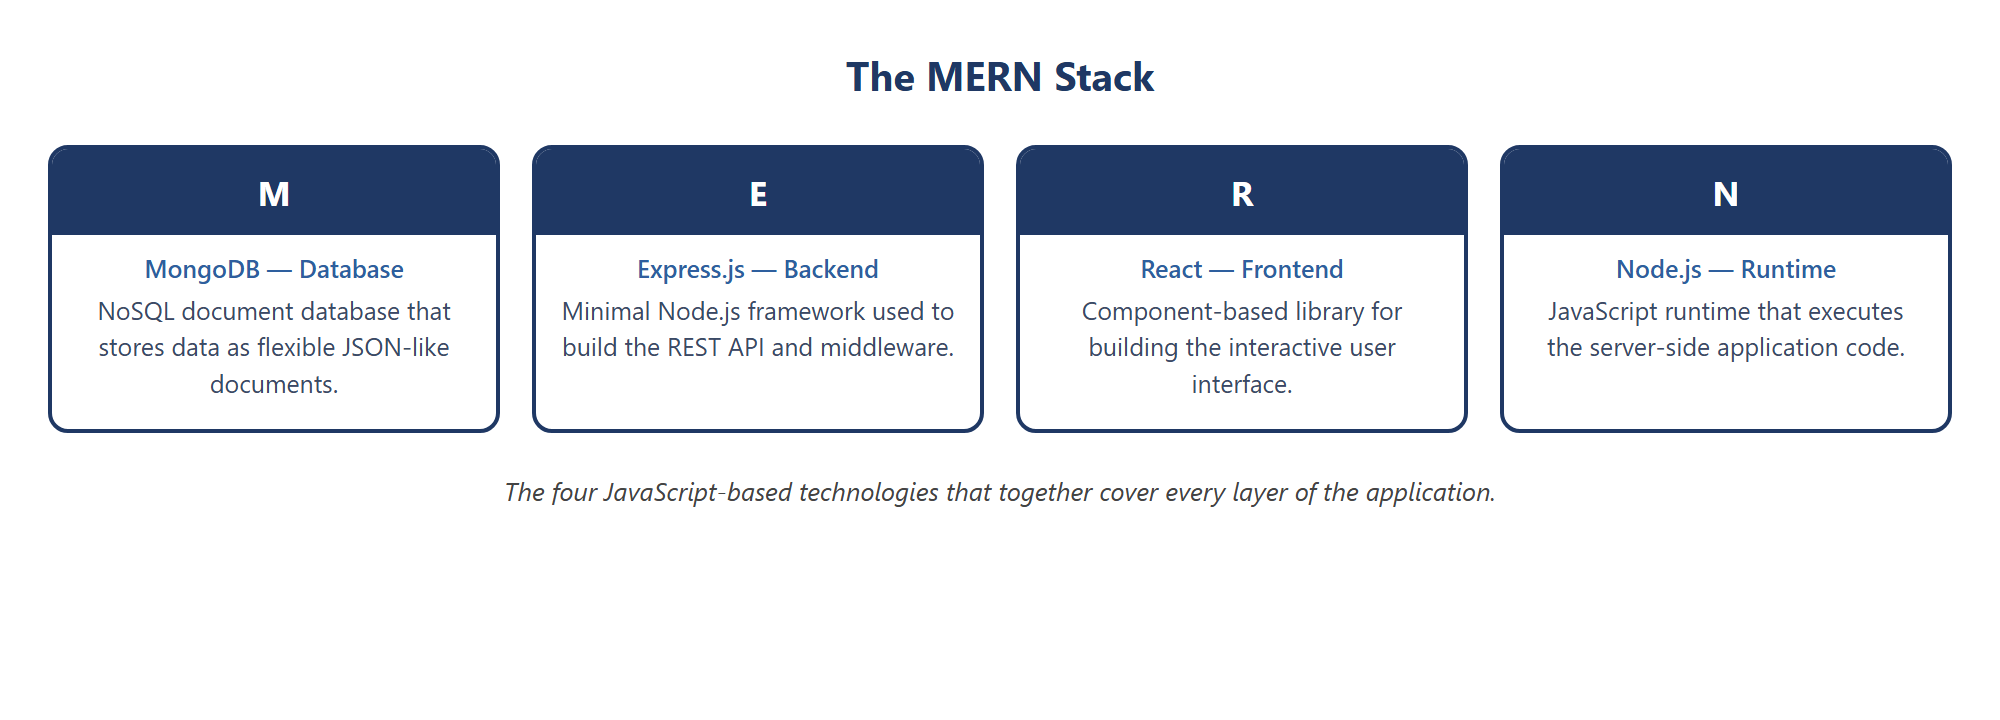 The MERN Stack
M
MongoDB — Database
NoSQL document database that
stores data as flexible JSON-like
documents.
E
Express.js — Backend
Minimal Node.js framework used to
build the REST API and middleware.
R
React — Frontend
Component-based library for
building the interactive user
interface.
N
Node.js — Runtime
JavaScript runtime that executes
the server-side application code.
The four JavaScript-based technologies that together cover every layer of the application.